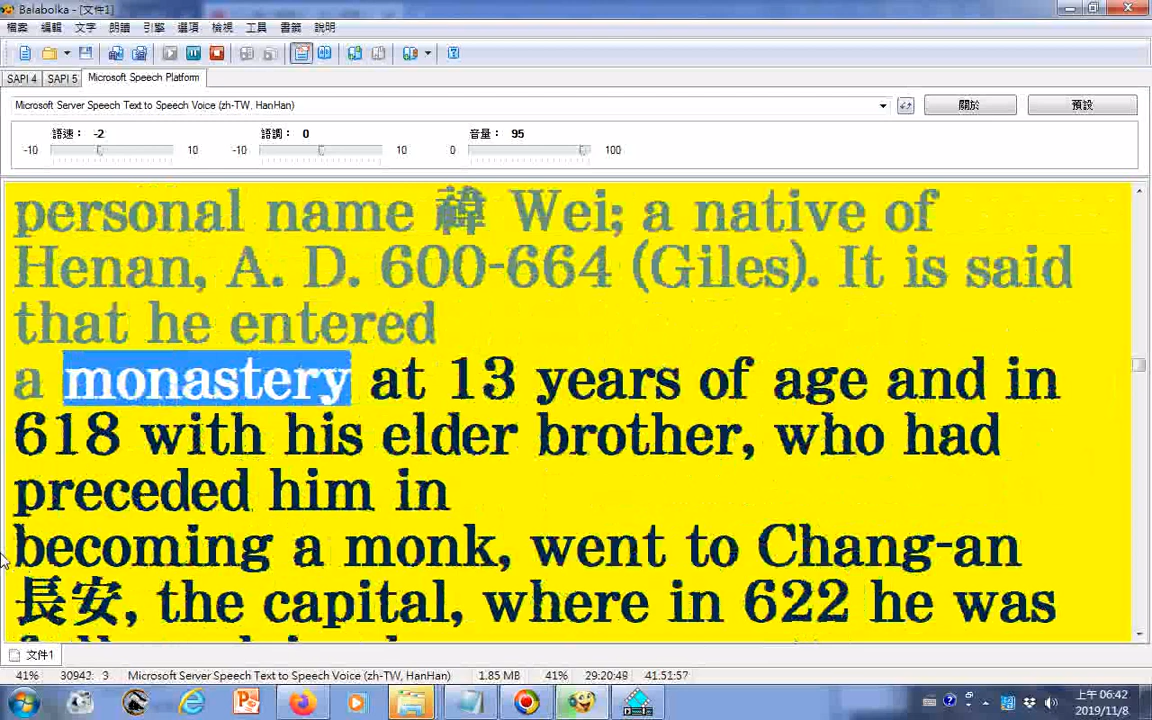 Balabolka - [文件1]
檔案 編輯 文字 朗讀 引擎 選項 檢視 工具 書籤 說明
SAPI 4 SAPI 5 Microsoft Speech Platform
Microsoft Server Speech Text to Speech Voice (zh-TW, HanHan) 關於 預設
語速： -2 語調： 0 音量： 95
-10 10 -10 10 0 100
personal name 褘 Wei; a native of
Henan, A. D. 600-664 (Giles). It is said
that he entered
a monastery at 13 years of age and in
618 with his elder brother, who had
preceded him in
becoming a monk, went to Chang-an
長安, the capital, where in 622 he was
文件1
41% 30942: 3 Microsoft Server Speech Text to Speech Voice (zh-TW, HanHan) 1.85 MB 41% 29:20:49 41:51:57
上午 06:42
2019/11/8